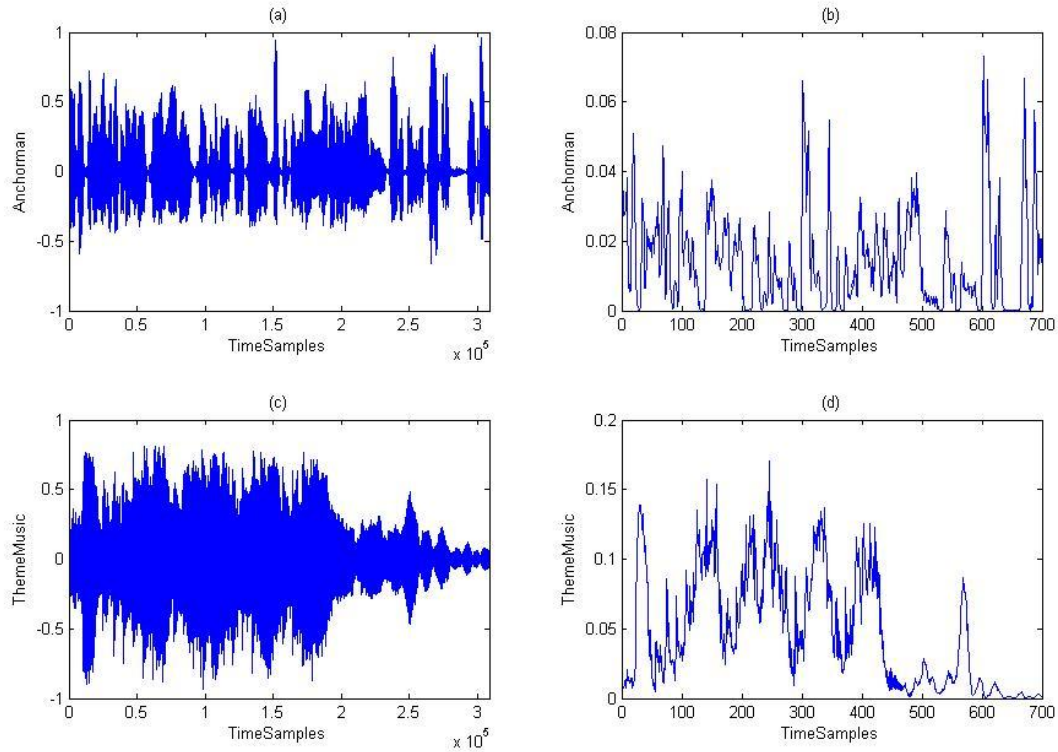 (a)
1
0.5
0
-0.5
-1
Anchorman
0 0.5 1 1.5 2 2.5 3
TimeSamples
x 10^5
(b)
0.08
0.06
0.04
0.02
0
Anchorman
0 100 200 300 400 500 600 700
TimeSamples
(c)
1
0.5
0
-0.5
-1
ThemeMusic
0 0.5 1 1.5 2 2.5 3
TimeSamples
x 10^5
(d)
0.2
0.15
0.1
0.05
0
ThemeMusic
0 100 200 300 400 500 600 700
TimeSamples